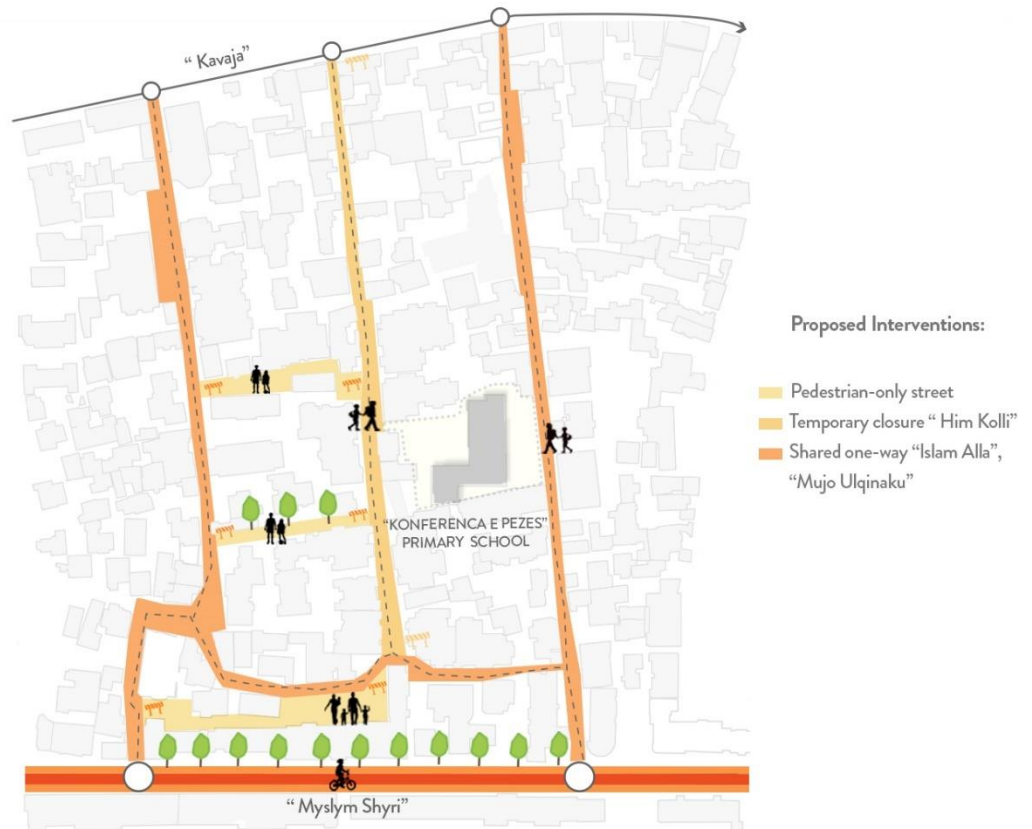 “ Kavaja”
Proposed Interventions:
Pedestrian-only street
Temporary closure “ Him Kolli”
Shared one-way “Islam Alla”,
“Mujo Ulqinaku”
“KONFERENCA E PEZES”
PRIMARY SCHOOL
“ Myslym Shyri”